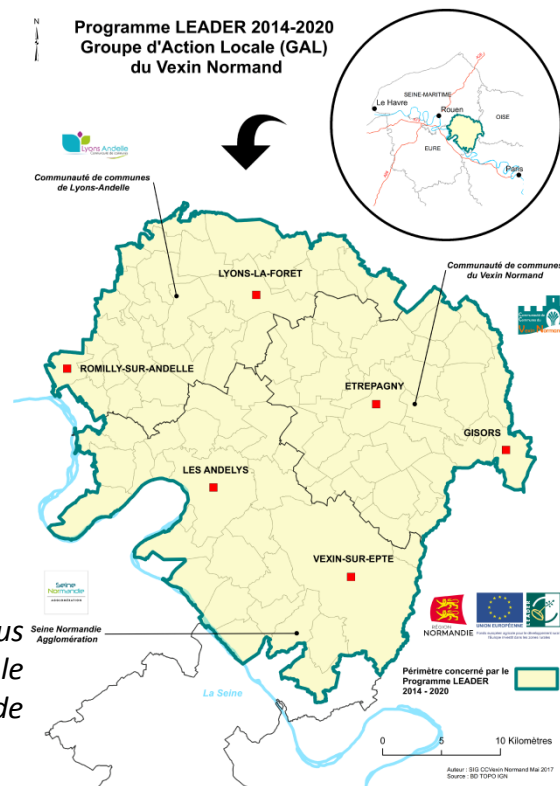 N
Programme LEADER 2014-2020
Groupe d'Action Locale (GAL)
du Vexin Normand
SEINE-MARITIME
Le Havre
Rouen
OISE
EURE
Paris
Lyons Andelle
Communauté de communes
de Lyons-Andelle
Communauté de communes
du Vexin Normand
LYONS-LA-FORET
ROMILLY-SUR-ANDELLE
ETREPAGNY
GISORS
LES ANDELYS
VEXIN-SUR-EPTE
Seine
Normandie
AGGLOMÉRATION
us
le
de
Seine Normandie
Agglomération
La Seine
RÉGION
NORMANDIE
UNION EUROPÉENNE
LEADER
Périmètre concerné par le
Programme LEADER
2014 - 2020
0 5 10 Kilomètres
Auteur : SIG CCVexin Normand Mai 2017
Source : BD TOPO IGN